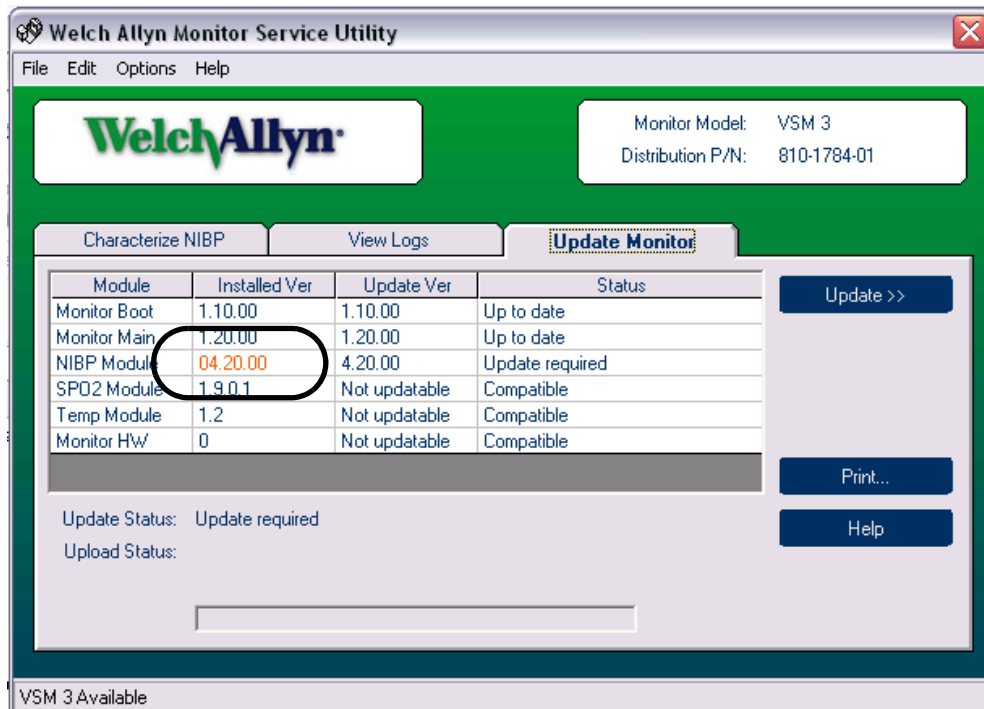 Welch Allyn Monitor Service Utility
File Edit Options Help
WelchAllyn
Monitor Model: VSM 3
Distribution P/N: 810-1784-01
Characterize NIBP View Logs Update Monitor
Module Installed Ver Update Ver Status
Monitor Boot 1.10.00 1.10.00 Up to date
Monitor Main 1.20.00 1.20.00 Up to date
NIBP Module 04.20.00 4.20.00 Update required
SPO2 Module 1.9.0.1 Not updatable Compatible
Temp Module 1.2 Not updatable Compatible
Monitor HW 0 Not updatable Compatible
Update >>
Print...
Help
Update Status: Update required
Upload Status:
VSM 3 Available